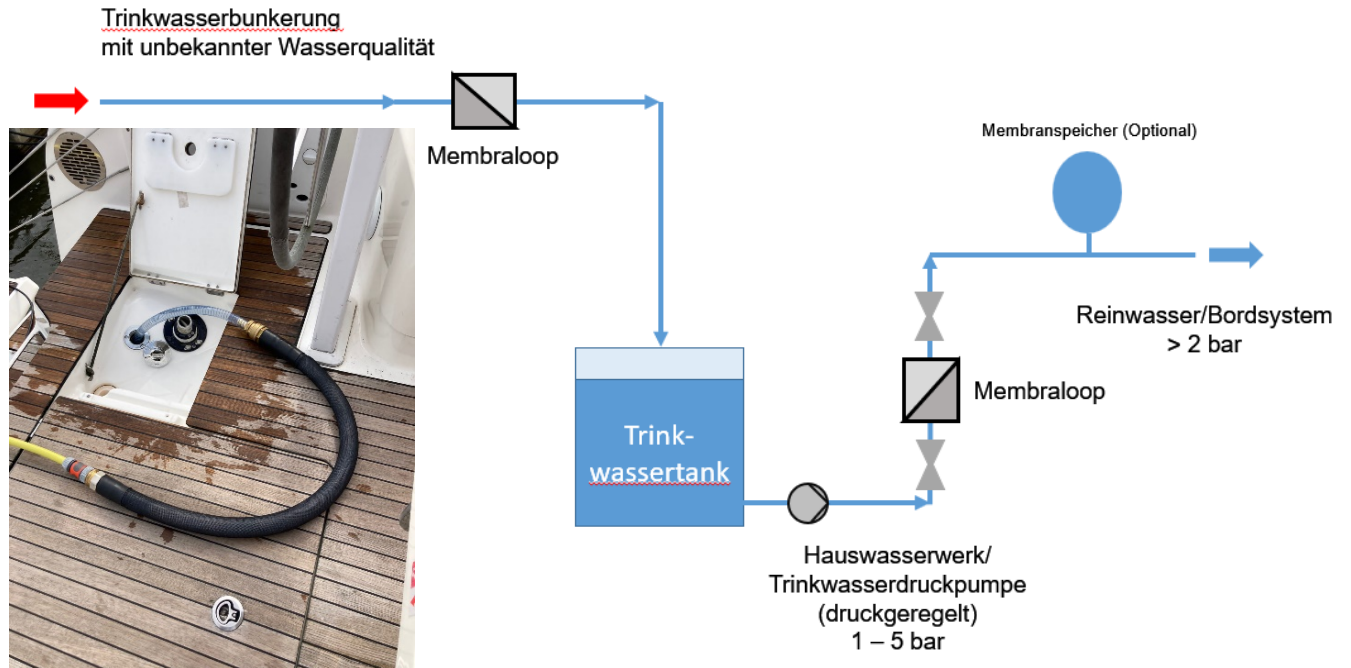 Trinkwasserbunkerung
mit unbekannter Wasserqualität
Membraloop
Membranspeicher (Optional)
Reinwasser/Bordsystem
> 2 bar
Membraloop
Trink-
wassertank
Hauswasserwerk/
Trinkwasserdruckpumpe
(druckgeregelt)
1 – 5 bar